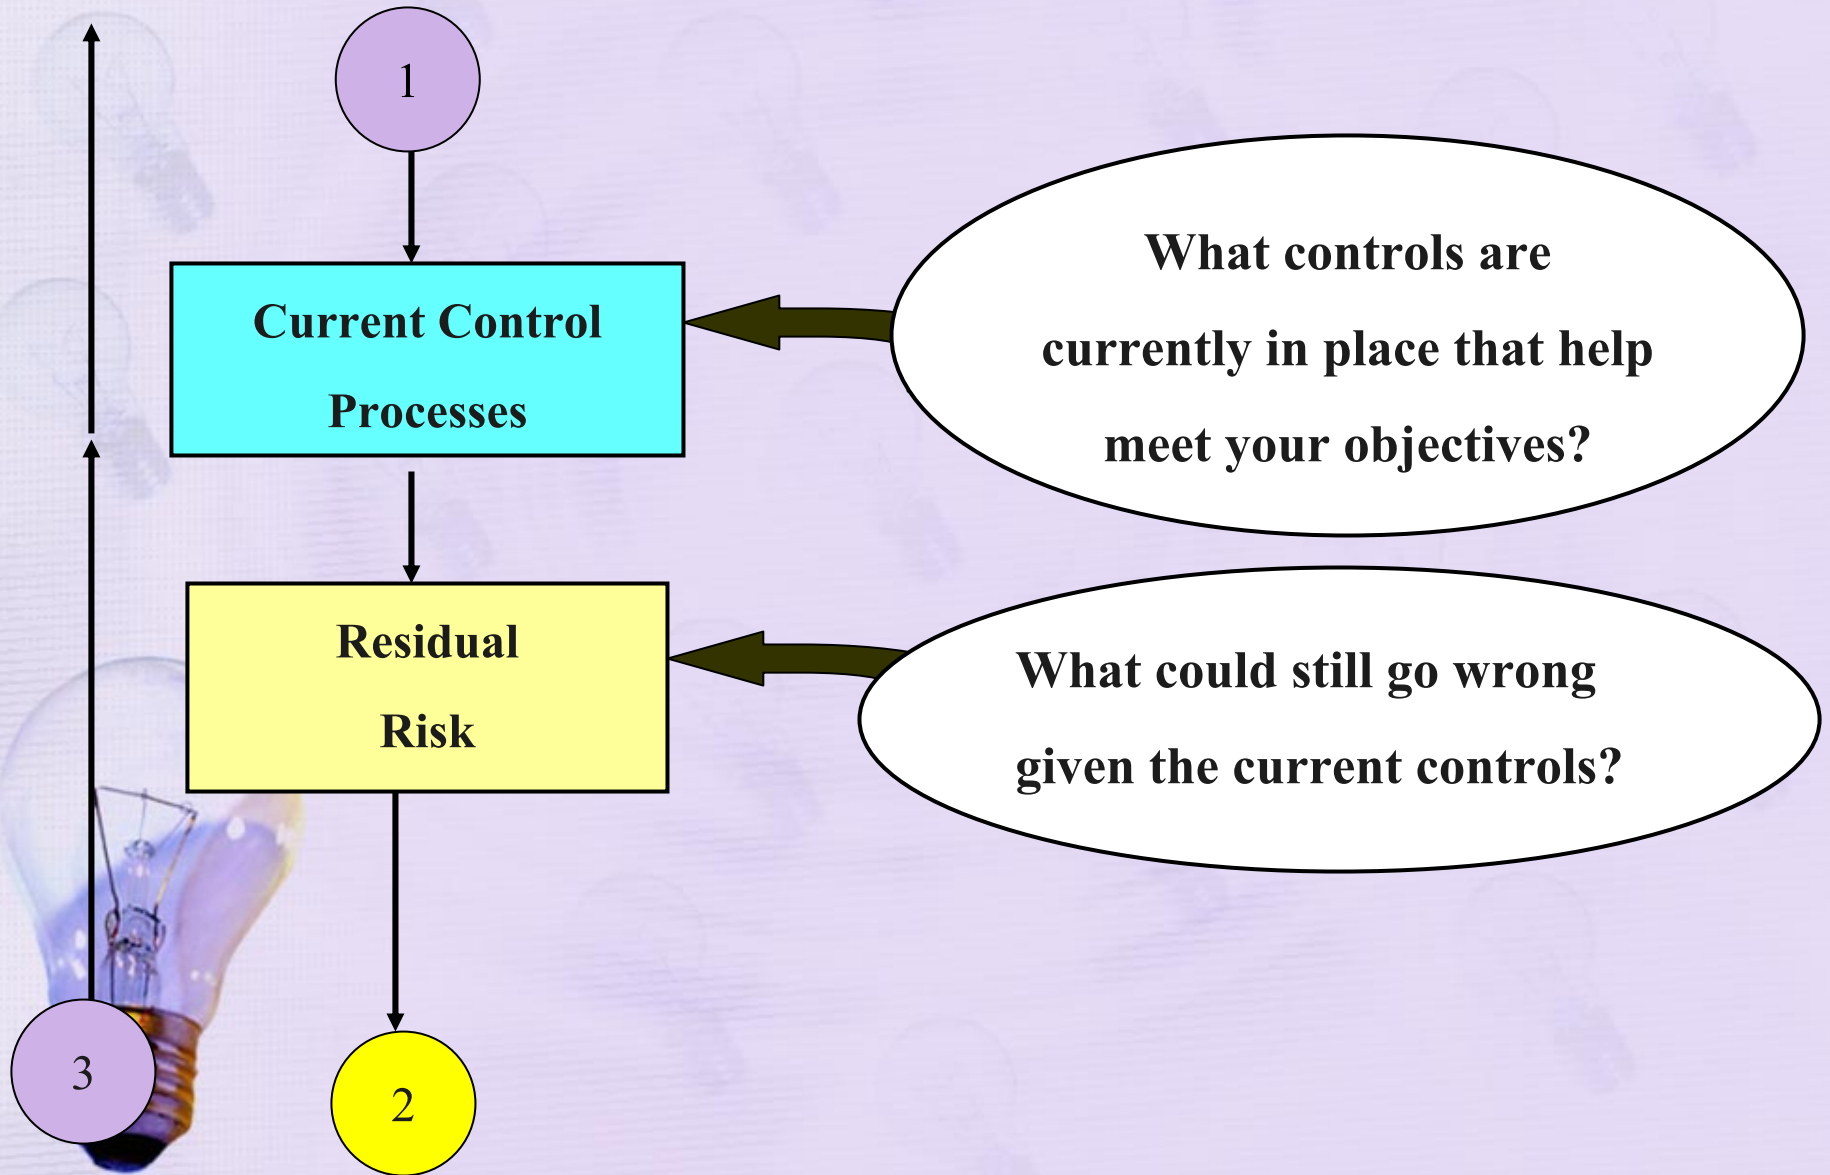 1
Current Control
Processes
What controls are
currently in place that help
meet your objectives?
Residual
Risk
What could still go wrong
given the current controls?
3
2